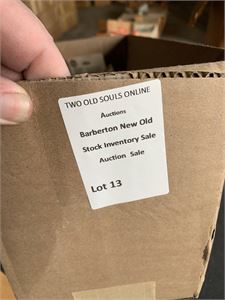 TWO OLD SOULS ONLINE
Auctions
Barberton New Old
Stock Inventory Sale
Auction Sale
Lot 13